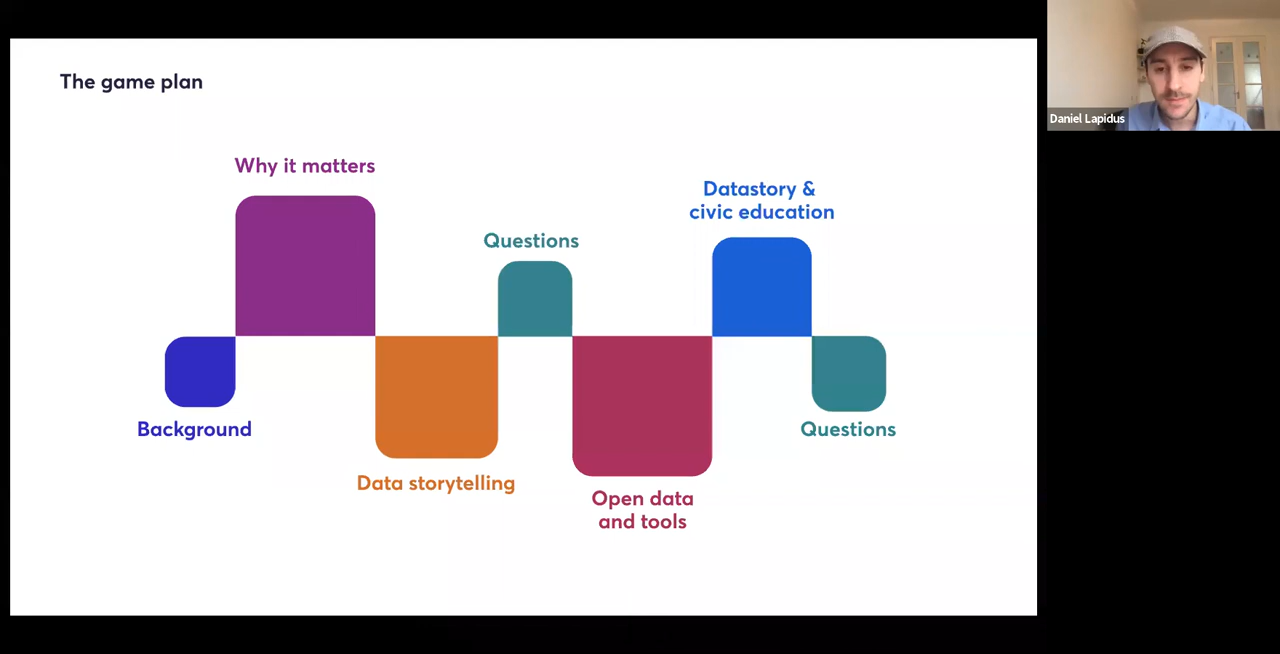 The game plan
Why it matters
Datastory &
civic education
Questions
Background
Questions
Data storytelling
Open data
and tools
Daniel Lapidus